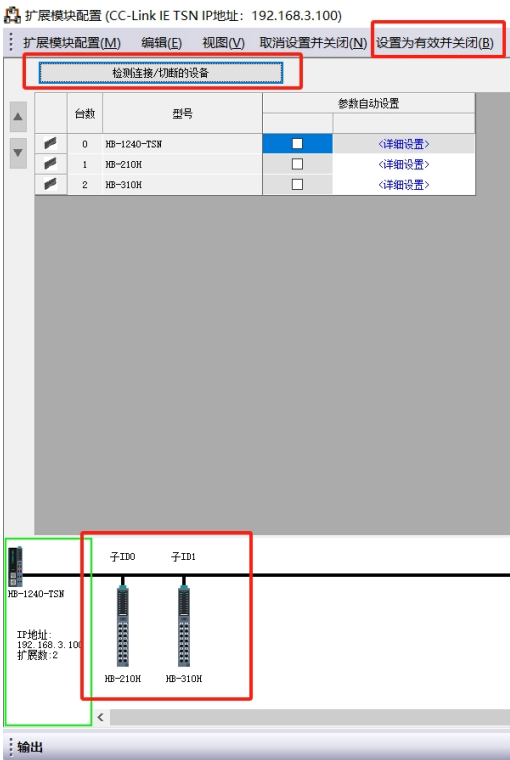 扩展模块配置 (CC-Link IE TSN IP地址: 192.168.3.100)
扩展模块配置(M) 编辑(E) 视图(V) 取消设置并关闭(N) 设置为有效并关闭(B)
检测连接/切断的设备
台数 型号 参数自动设置
0 HB-1240-TSN <详细设置>
1 HB-210H <详细设置>
2 HB-310H <详细设置>
子ID0 子ID1
HB-1240-TSN
IP地址:
192.168.3.100
扩展数:2
HB-210H HB-310H
输出